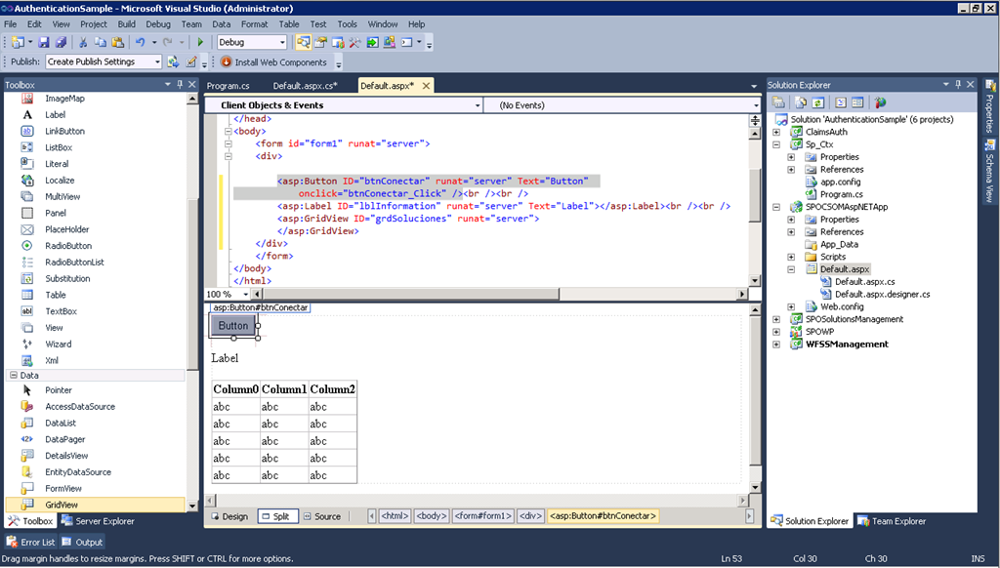 AuthenticationSample - Microsoft Visual Studio (Administrator)
File Edit View Project Build Debug Team Data Format Table Test Tools Window Help
Debug
Publish: Create Publish Settings Install Web Components
Toolbox
ImageMap
Label
LinkButton
ListBox
Literal
Localize
MultiView
Panel
PlaceHolder
RadioButton
RadioButtonList
Substitution
Table
TextBox
View
Wizard
Xml
Data
Pointer
AccessDataSource
DataList
DataPager
DetailsView
EntityDataSource
FormView
GridView
Toolbox Server Explorer
Error List Output
Program.cs Default.aspx.cs* Default.aspx*
Client Objects & Events (No Events)
</head>
<body>
<form id="form1" runat="server">
<div>
<asp:Button ID="btnConectar" runat="server" Text="Button"
onclick="btnConectar_Click" /><br /><br />
<asp:Label ID="lblInformation" runat="server" Text="Label"></asp:Label><br /><br />
<asp:GridView ID="grdSoluciones" runat="server">
</asp:GridView>
</div>
</form>
</body>
</html>
100 %
asp:Button#btnConectar
Button
Label
Column0 Column1 Column2
abc abc abc
abc abc abc
abc abc abc
abc abc abc
abc abc abc
Design Split Source <html> <body> <form#form1> <div> <asp:Button#btnConectar>
Solution Explorer
Solution 'AuthenticationSample' (6 projects)
ClaimsAuth
Sp_Ctx
Properties
References
app.config
Program.cs
SPOCSOMAspNETApp
Properties
References
App_Data
Scripts
Default.aspx
Default.aspx.cs
Default.aspx.designer.cs
Web.config
SPOSolutionsManagement
SPOWP
WFSSManagement
Solution Explorer Team Explorer
Properties
Server View
Drag margin handles to resize margins. Press SHIFT or CTRL for more options. Ln 53 Col 30 Ch 30 INS